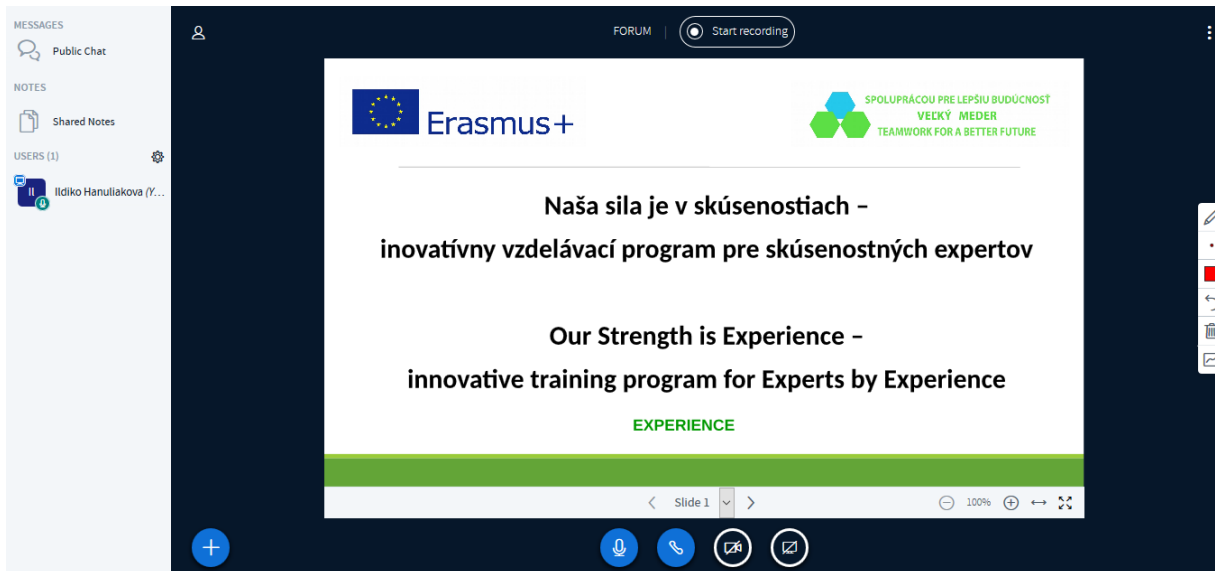 MESSAGES
Public Chat
NOTES
Shared Notes
USERS (1)
II
Ildiko Hanuliakova (Y...
FORUM
Start recording
Erasmus+
SPOLUPRÁCOU PRE LEPŠIU BUDÚCNOSŤ
VEĽKÝ MEDER
TEAMWORK FOR A BETTER FUTURE
Naša sila je v skúsenostiach –
inovatívny vzdelávací program pre skúsenostných expertov
Our Strength is Experience –
innovative training program for Experts by Experience
EXPERIENCE
Slide 1
100%